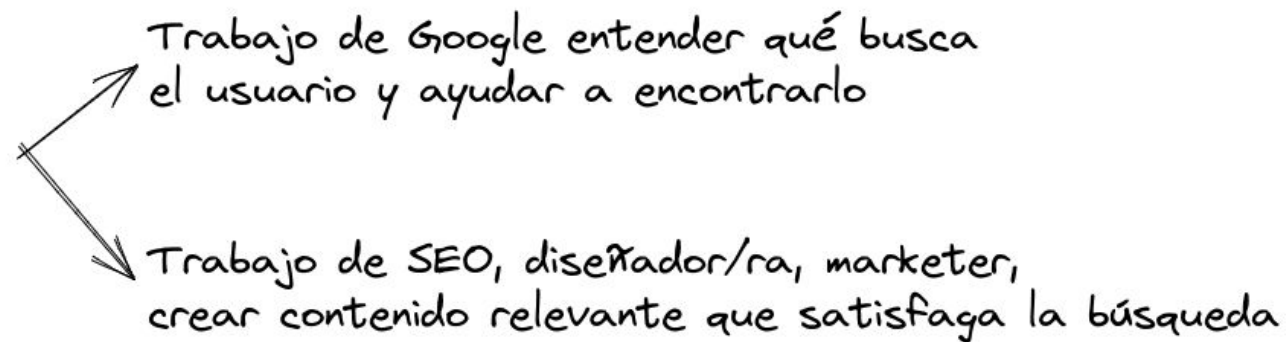 Trabajo de Google entender qué busca
el usuario y ayudar a encontrarlo
Trabajo de SEO, diseñador/ra, marketer,
crear contenido relevante que satisfaga la búsqueda